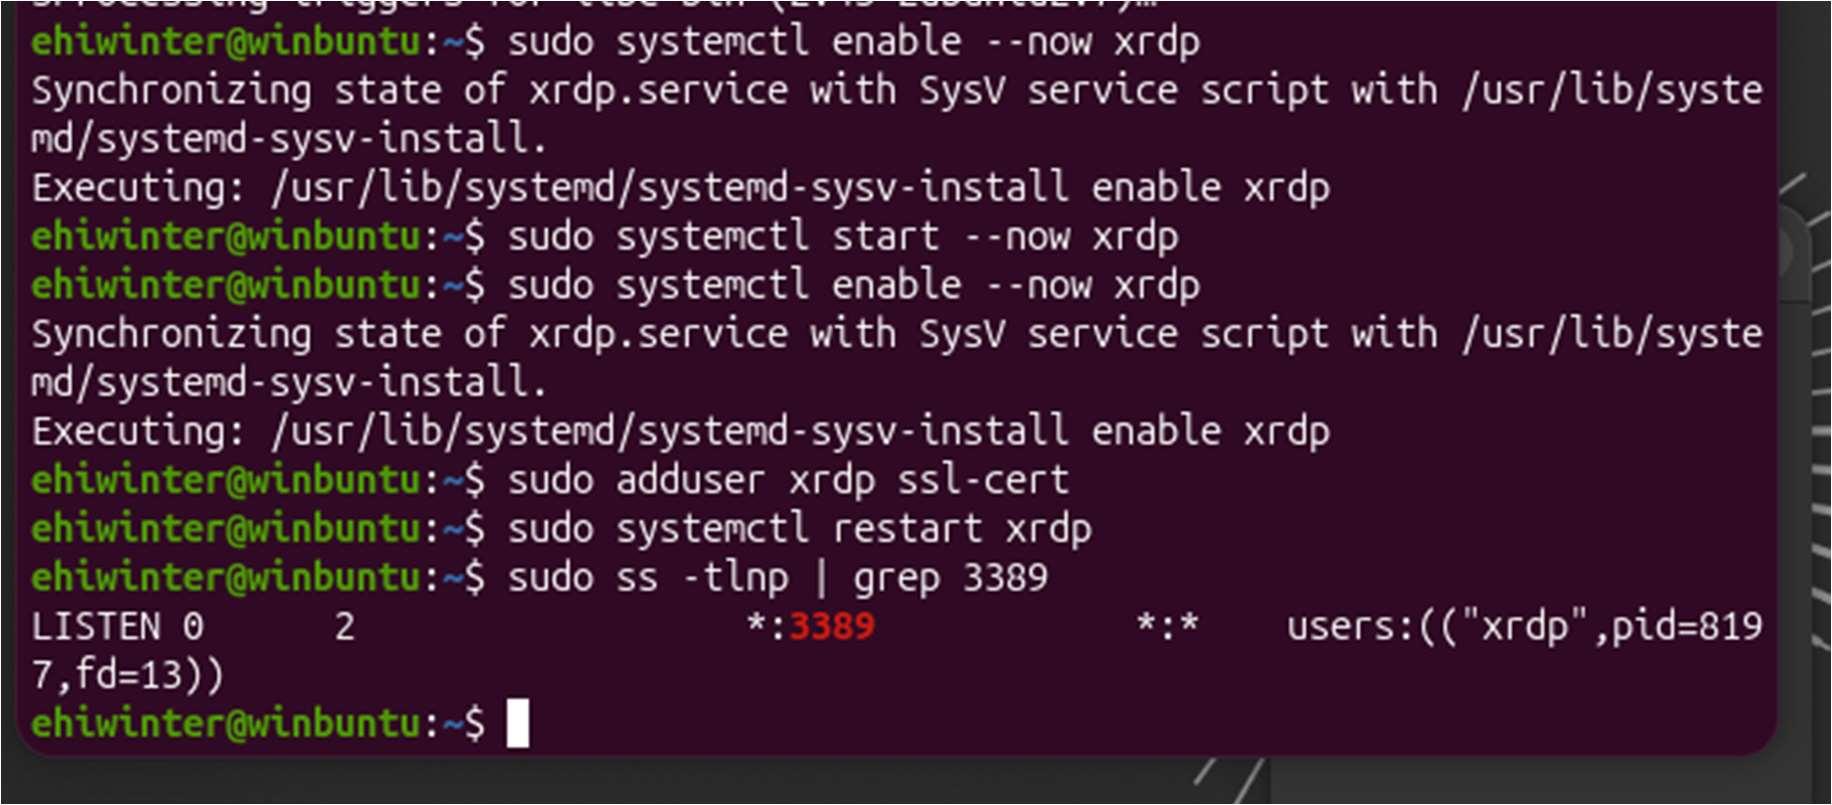 ehiwinter@winbuntu:~$ sudo systemctl enable --now xrdp
Synchronizing state of xrdp.service with SysV service script with /usr/lib/syste
md/systemd-sysv-install.
Executing: /usr/lib/systemd/systemd-sysv-install enable xrdp
ehiwinter@winbuntu:~$ sudo systemctl start --now xrdp
ehiwinter@winbuntu:~$ sudo systemctl enable --now xrdp
Synchronizing state of xrdp.service with SysV service script with /usr/lib/syste
md/systemd-sysv-install.
Executing: /usr/lib/systemd/systemd-sysv-install enable xrdp
ehiwinter@winbuntu:~$ sudo adduser xrdp ssl-cert
ehiwinter@winbuntu:~$ sudo systemctl restart xrdp
ehiwinter@winbuntu:~$ sudo ss -tlnp | grep 3389
LISTEN 0 2 *:3389 *:* users:(("xrdp",pid=819
7,fd=13))
ehiwinter@winbuntu:~$